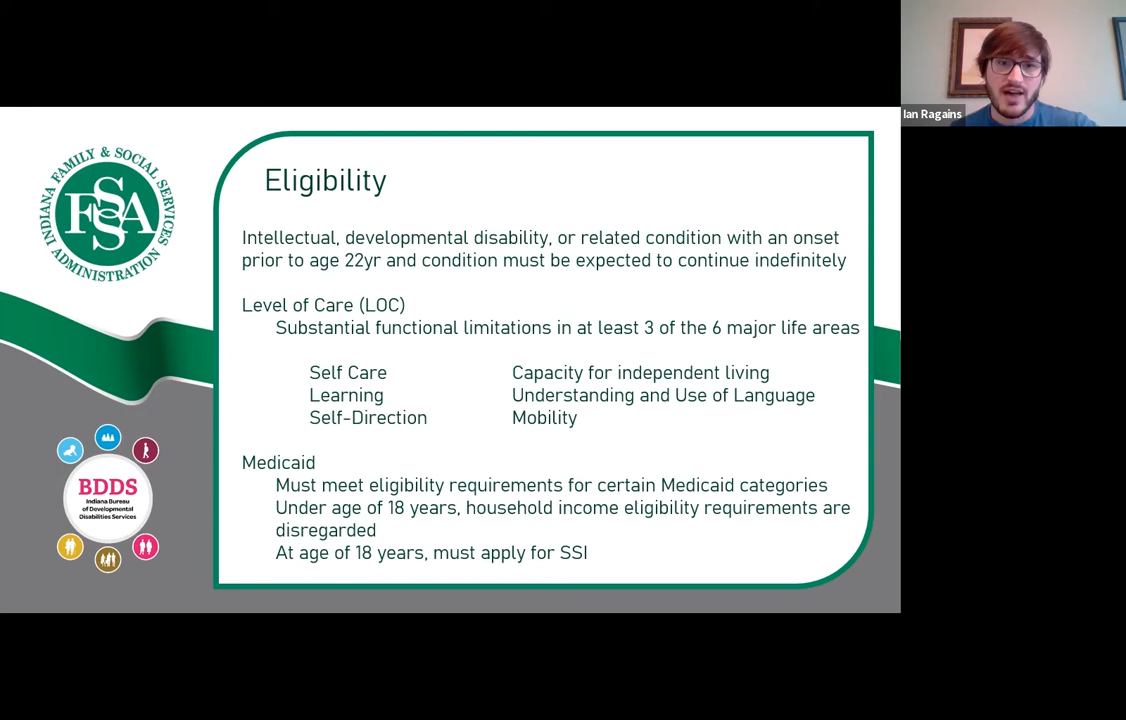 Ian Ragains
INDIANA FAMILY & SOCIAL SERVICES
ADMINISTRATION
FSSA
Eligibility
Intellectual, developmental disability, or related condition with an onset
prior to age 22yr and condition must be expected to continue indefinitely
Level of Care (LOC)
Substantial functional limitations in at least 3 of the 6 major life areas
Self Care
Learning
Self-Direction
Capacity for independent living
Understanding and Use of Language
Mobility
Medicaid
Must meet eligibility requirements for certain Medicaid categories
Under age of 18 years, household income eligibility requirements are
disregarded
At age of 18 years, must apply for SSI
BDDS
Indiana Bureau
of Developmental
Disabilities Services